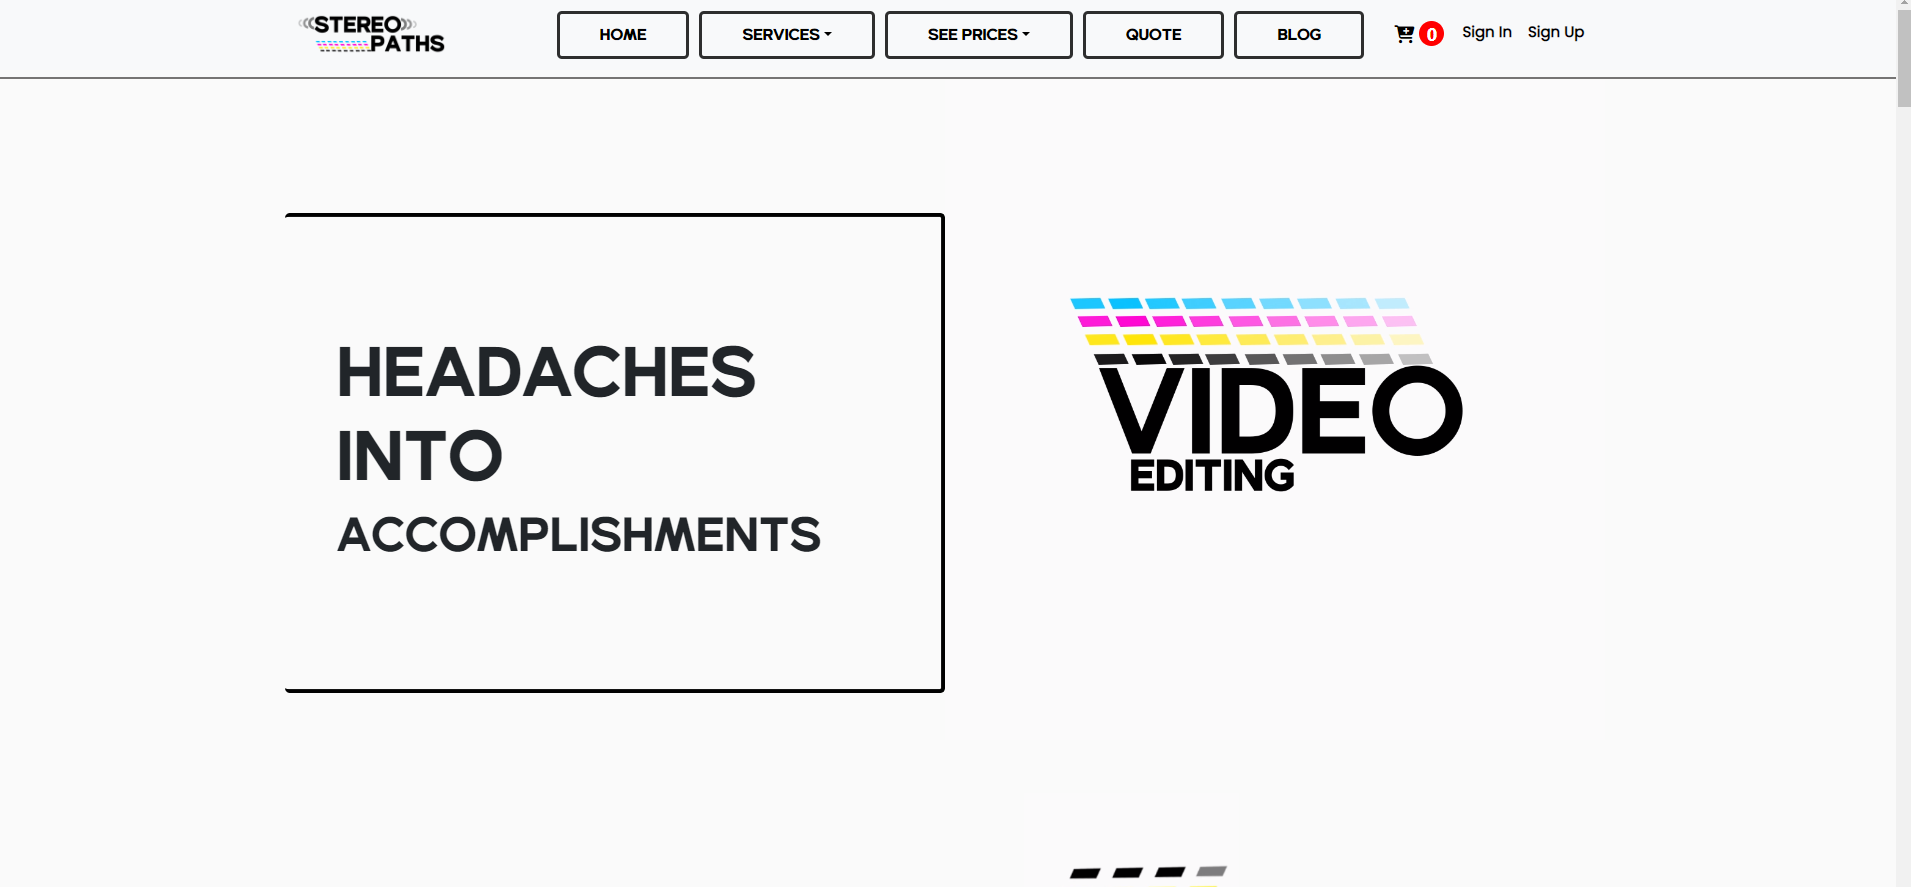 STEREO
PATHS
HOME
SERVICES
SEE PRICES
QUOTE
BLOG
0
Sign In
Sign Up
HEADACHES
INTO
ACCOMPLISHMENTS
VIDEO
EDITING